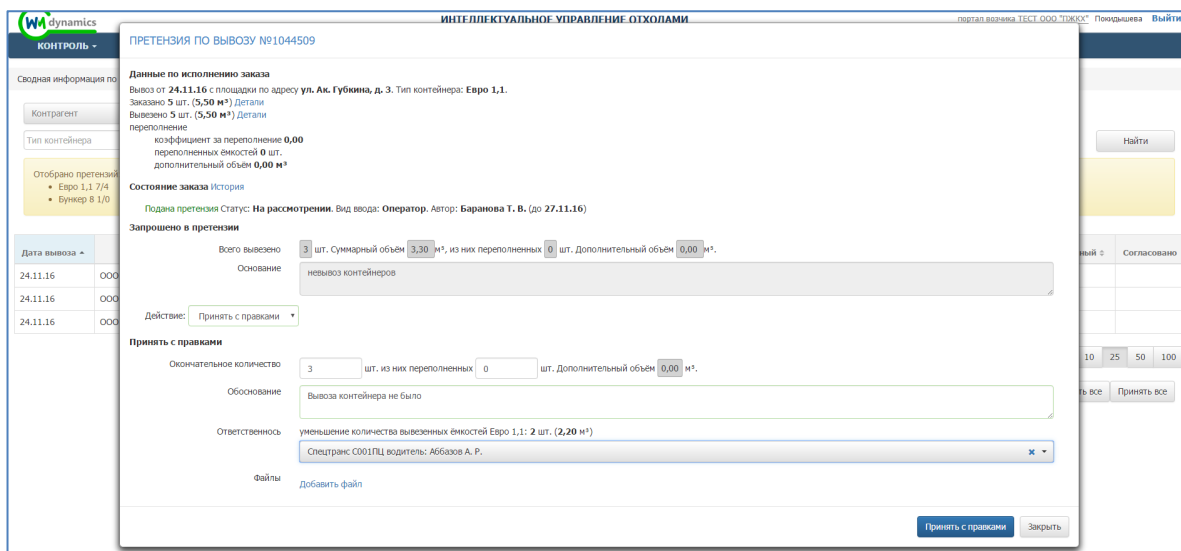 WM dynamics
ИНТЕЛЛЕКТУАЛЬНОЕ УПРАВЛЕНИЕ ОТХОДАМИ
портал возчика ТЕСТ ООО "ПЖКХ" Покидышева Выйти
КОНТРОЛЬ
ПРЕТЕНЗИЯ ПО ВЫВОЗУ №1044509
Сводная информация по
Данные по исполнению заказа
Вывоз от 24.11.16 с площадки по адресу ул. Ак. Губкина, д. 3. Тип контейнера: Евро 1,1.
Заказано 5 шт. (5,50 м³) Детали
Контрагент
Вывезено 5 шт. (5,50 м³) Детали
переполнение
Тип контейнера
коэффициент за переполнение 0,00
Найти
переполненных ёмкостей 0 шт.
дополнительный объём 0,00 м³
Отобрано претензий
• Евро 1,1 7/4
• Бункер 8 1/0
Состояние заказа История
Подана претензия Статус: На рассмотрении. Вид ввода: Оператор. Автор: Баранова Т. В. (до 27.11.16)
Запрошено в претензии
Всего вывезено 3 шт. Суммарный объём 3,30 м³, из них переполненных 0 шт. Дополнительный объём 0,00 м³.
Дата вывоза
ный Согласовано
Основание невывоз контейнеров
24.11.16 ООО
24.11.16 ООО
24.11.16 ООО
Действие: Принять с правками
Принять с правками
10 25 50 100
Окончательное количество 3 шт. из них переполненных 0 шт. Дополнительный объём 0,00 м³.
Обоснование Вывоза контейнера не было
ть все Принять все
Ответственнось уменьшение количества вывезенных ёмкостей Евро 1,1: 2 шт. (2,20 м³)
Спецтранс С001ПЦ водитель: Аббазов А. Р.
Файлы Добавить файл
Принять с правками Закрыть